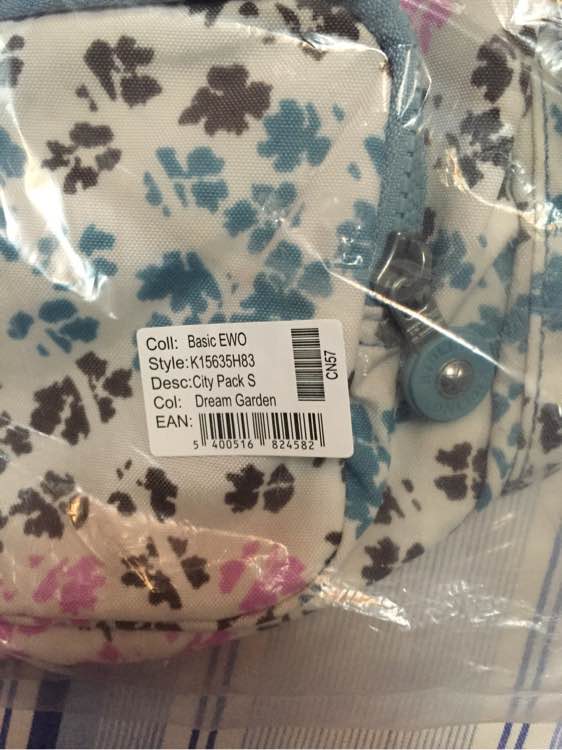 Coll: Basic EWO
Style:K15635H83
Desc:City Pack S
Col: Dream Garden
EAN:
5 400516 824582
CN57